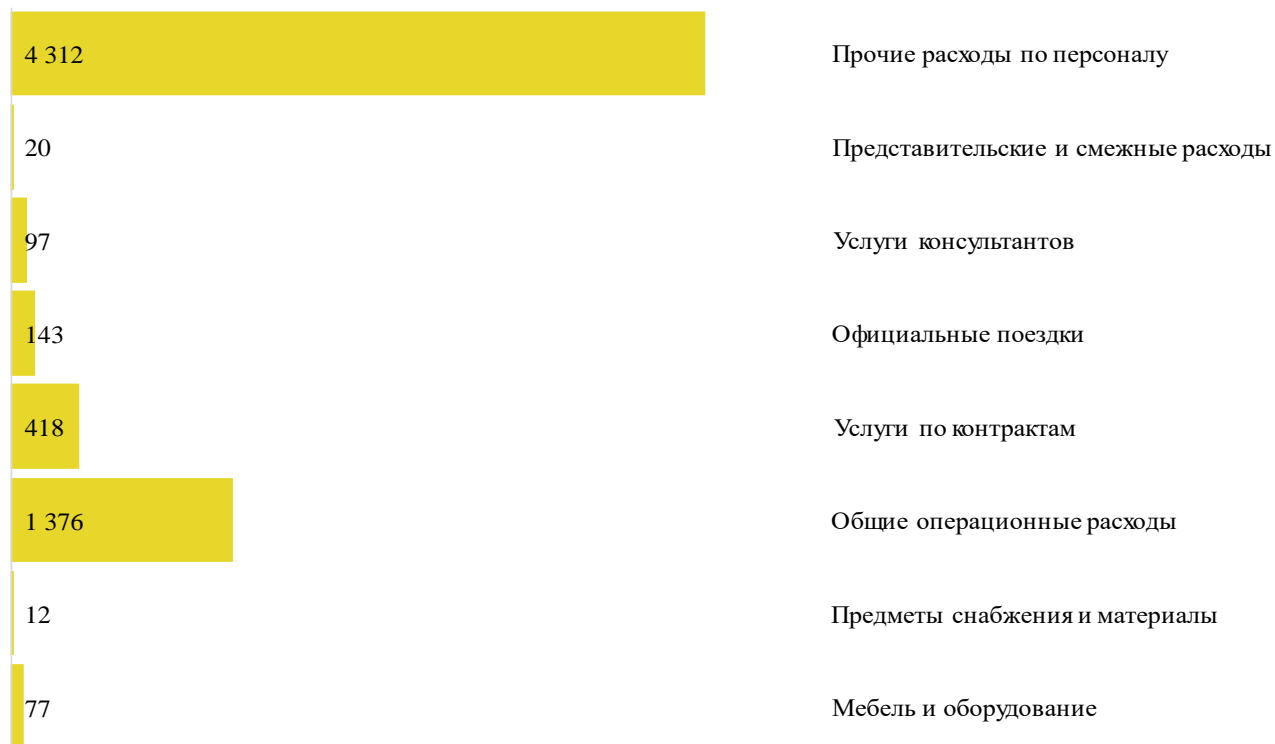 4 312 Прочие расходы по персоналу
20 Представительские и смежные расходы
97 Услуги консультантов
143 Официальные поездки
418 Услуги по контрактам
1 376 Общие операционные расходы
12 Предметы снабжения и материалы
77 Мебель и оборудование